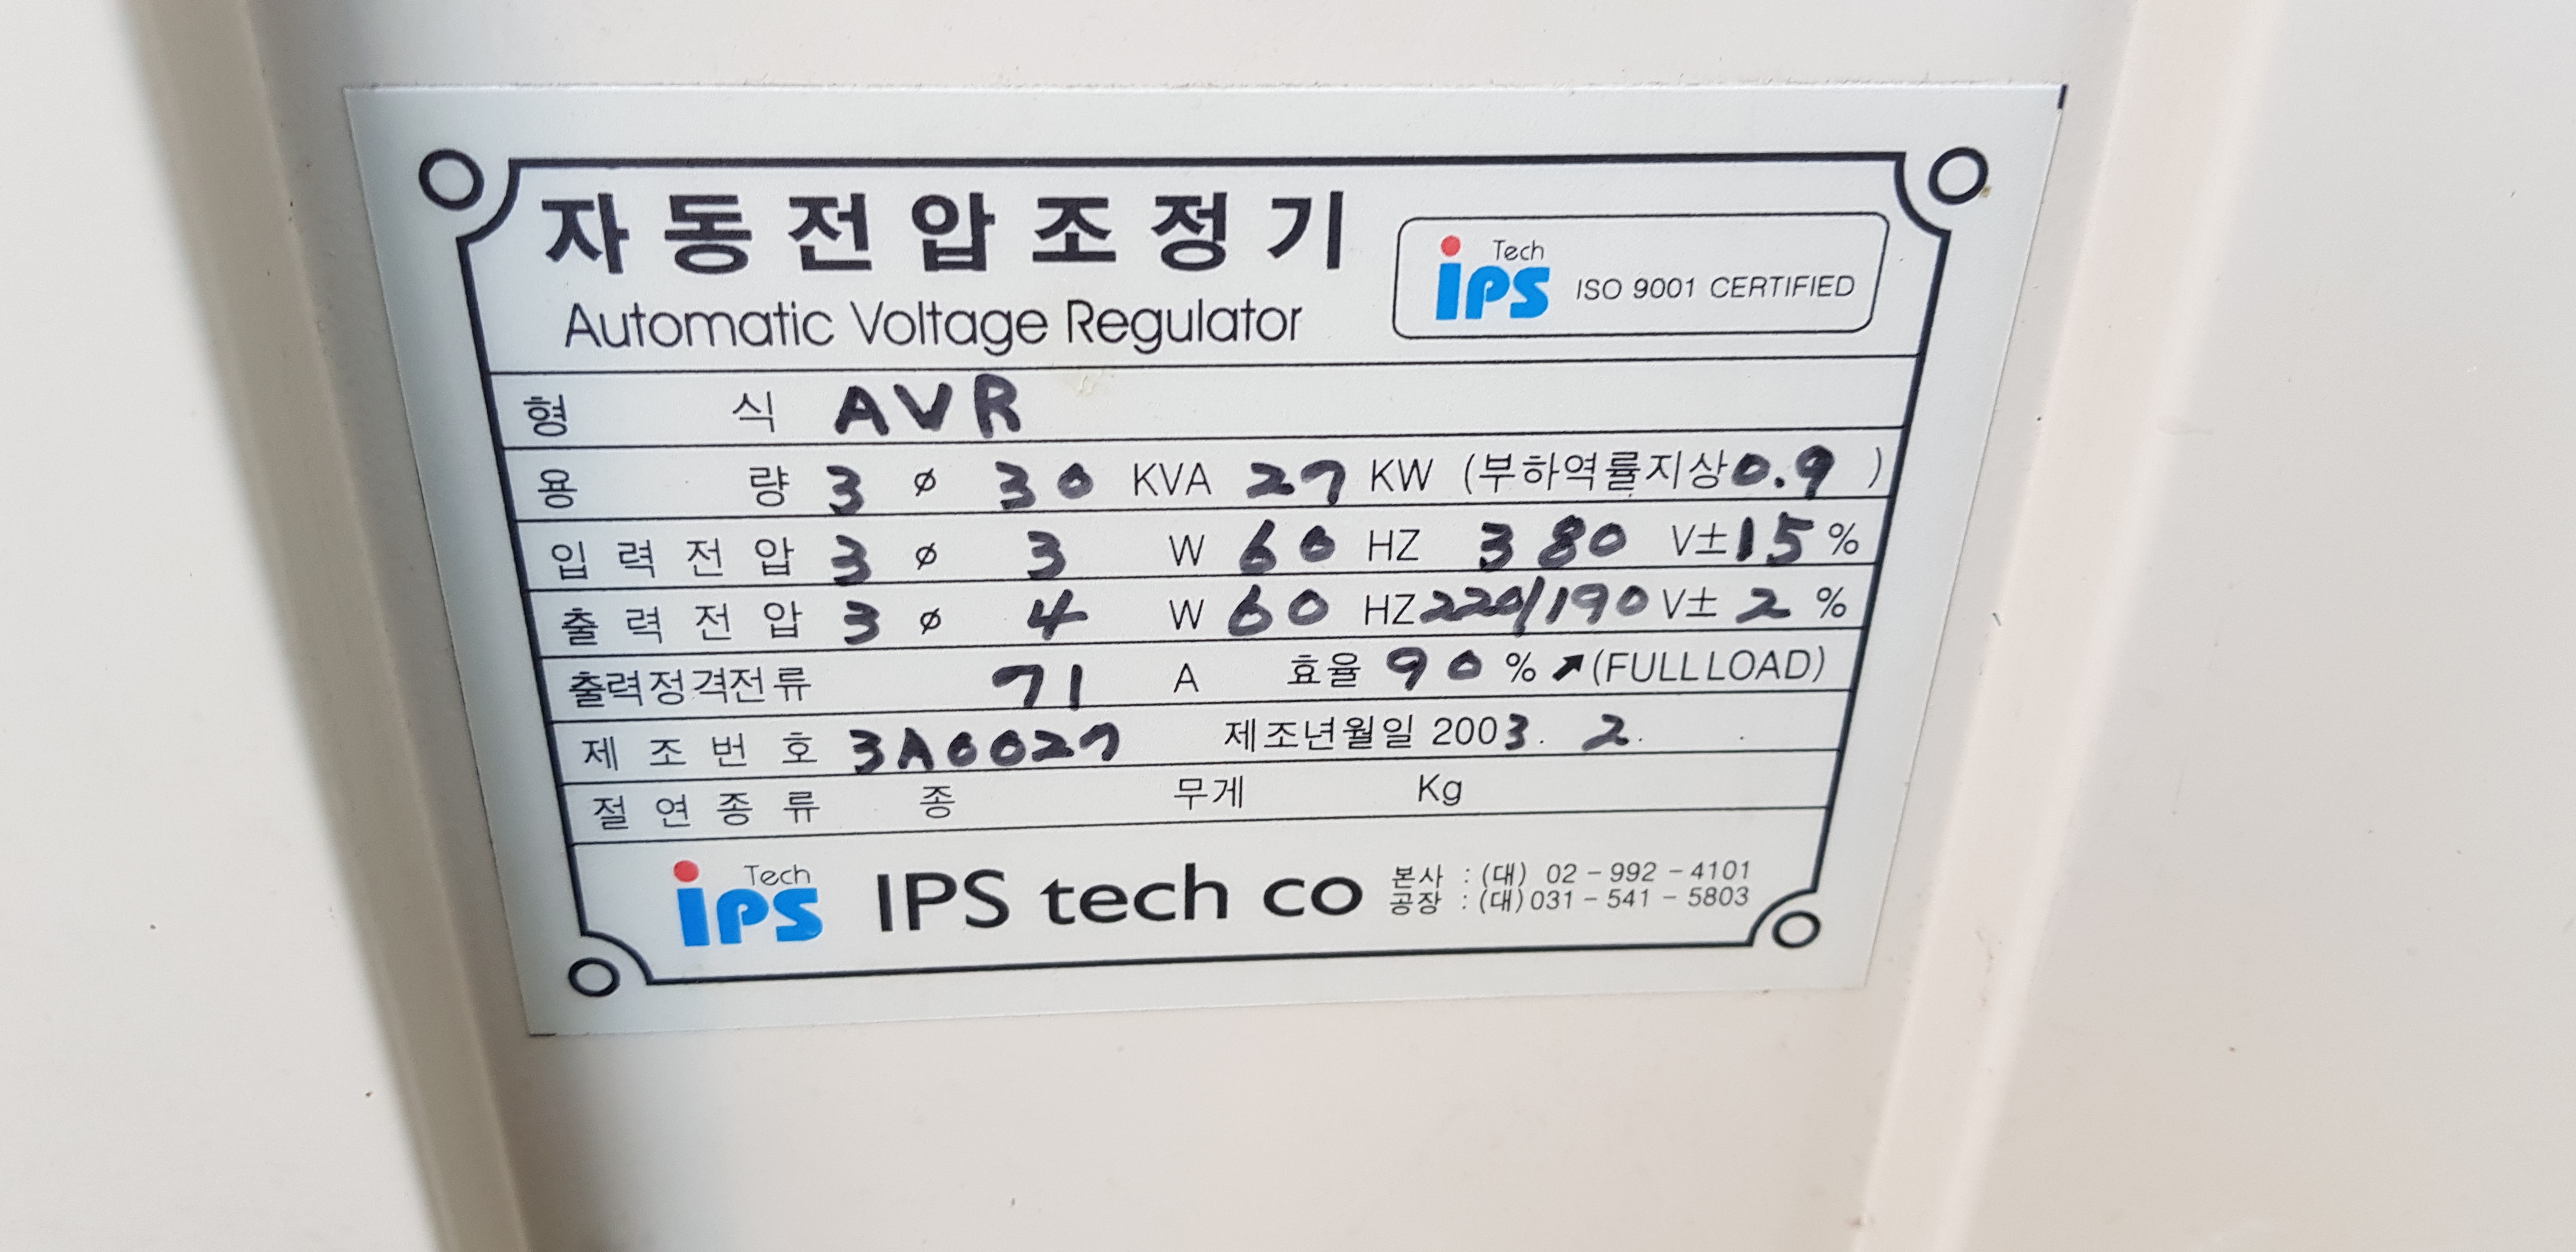 자동전압조정기
Automatic Voltage Regulator
Tech
iPS ISO 9001 CERTIFIED
형 식 AVR
용 량 3 ø 30 KVA 27 KW (부하역률지상0.9 )
입 력 전 압 3 ø 3 W 60 HZ 380 V±15 %
출 력 전 압 3 ø 4 W 60 HZ 220/190 V± 2 %
출력정격전류 71 A 효율 90 % ↗ (FULL LOAD)
제 조 번 호 3A0027 제조년월일 2003. 2.
절 연 종 류 종 무게 Kg
Tech
iPS IPS tech co
본사 : (대) 02 - 992 - 4101
공장 : (대) 031 - 541 - 5803